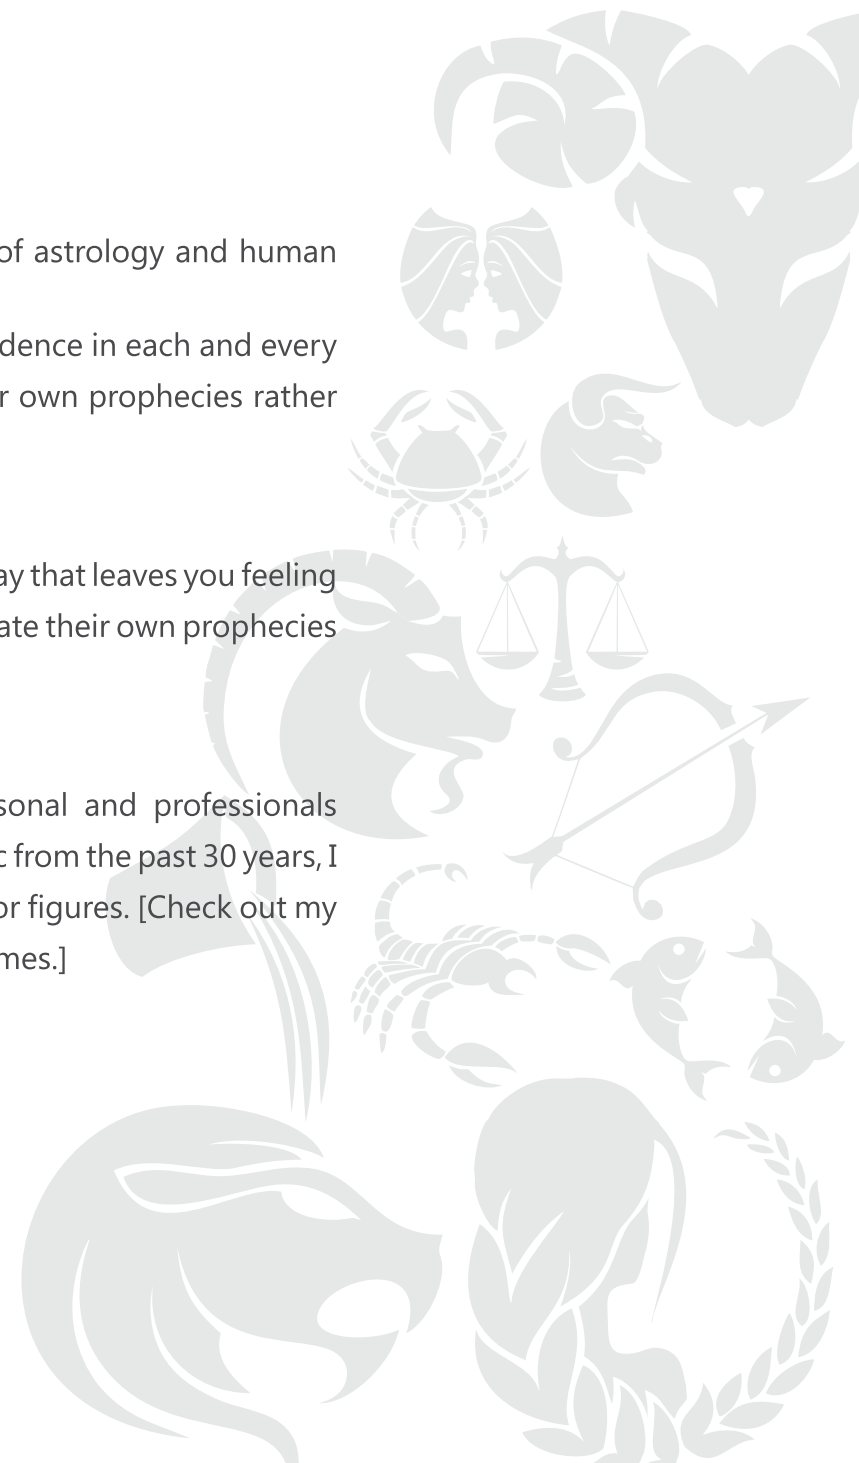 of astrology and human
dence in each and every
r own prophecies rather
ay that leaves you feeling
ate their own prophecies
sonal and professionals
c from the past 30 years, I
or figures. [Check out my
mes.]